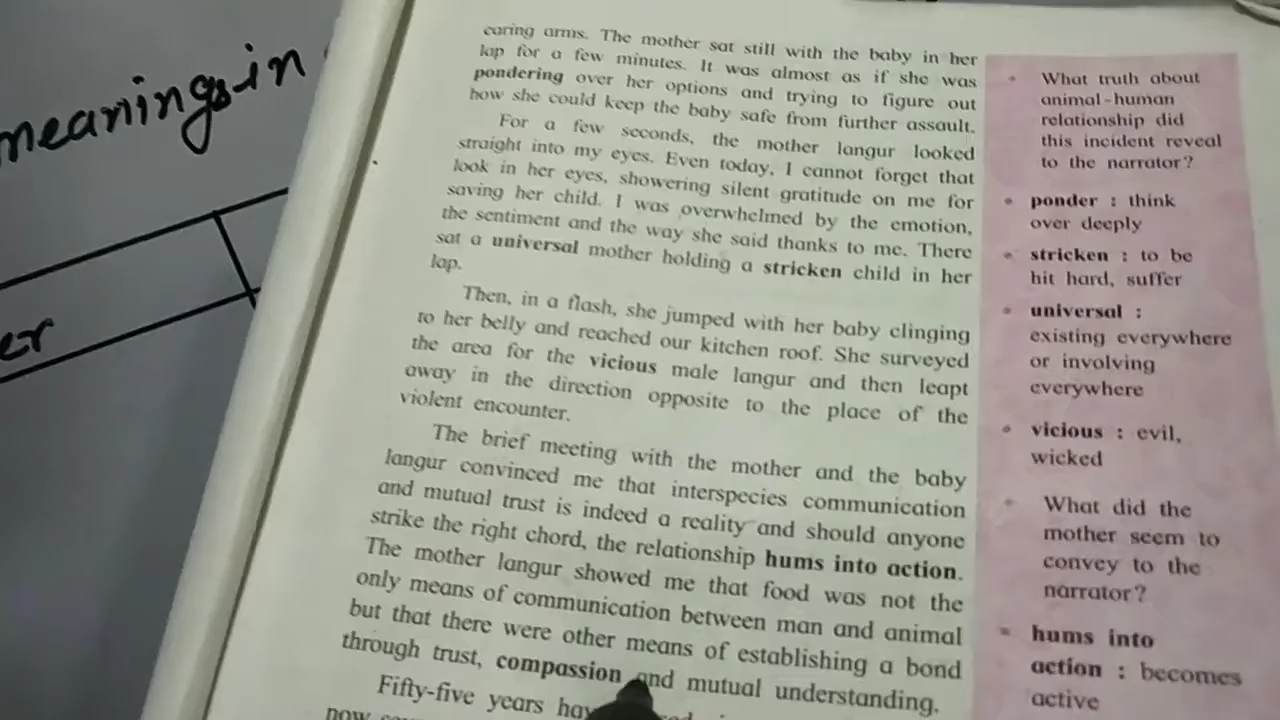 meanings in
er
caring arms. The mother sat still with the baby in her
lap for a few minutes. It was almost as if she was
pondering over her options and trying to figure out
how she could keep the baby safe from further assault.
For a few seconds, the mother langur looked
straight into my eyes. Even today, I cannot forget that
look in her eyes, showering silent gratitude on me for
saving her child. I was overwhelmed by the emotion,
the sentiment and the way she said thanks to me. There
sat a universal mother holding a stricken child in her
lap.
Then, in a flash, she jumped with her baby clinging
to her belly and reached our kitchen roof. She surveyed
the area for the vicious male langur and then leapt
away in the direction opposite to the place of the
violent encounter.
The brief meeting with the mother and the baby
langur convinced me that interspecies communication
and mutual trust is indeed a reality and should anyone
strike the right chord, the relationship hums into action.
The mother langur showed me that food was not the
only means of communication between man and animal
but that there were other means of establishing a bond
through trust, compassion and mutual understanding.
Fifty-five years
now
What truth about
animal-human
relationship did
this incident reveal
to the narrator?
ponder : think
over deeply
stricken : to be
hit hard, suffer
universal :
existing everywhere
or involving
everywhere
vicious : evil,
wicked
What did the
mother seem to
convey to the
narrator?
hums into
action : becomes
active